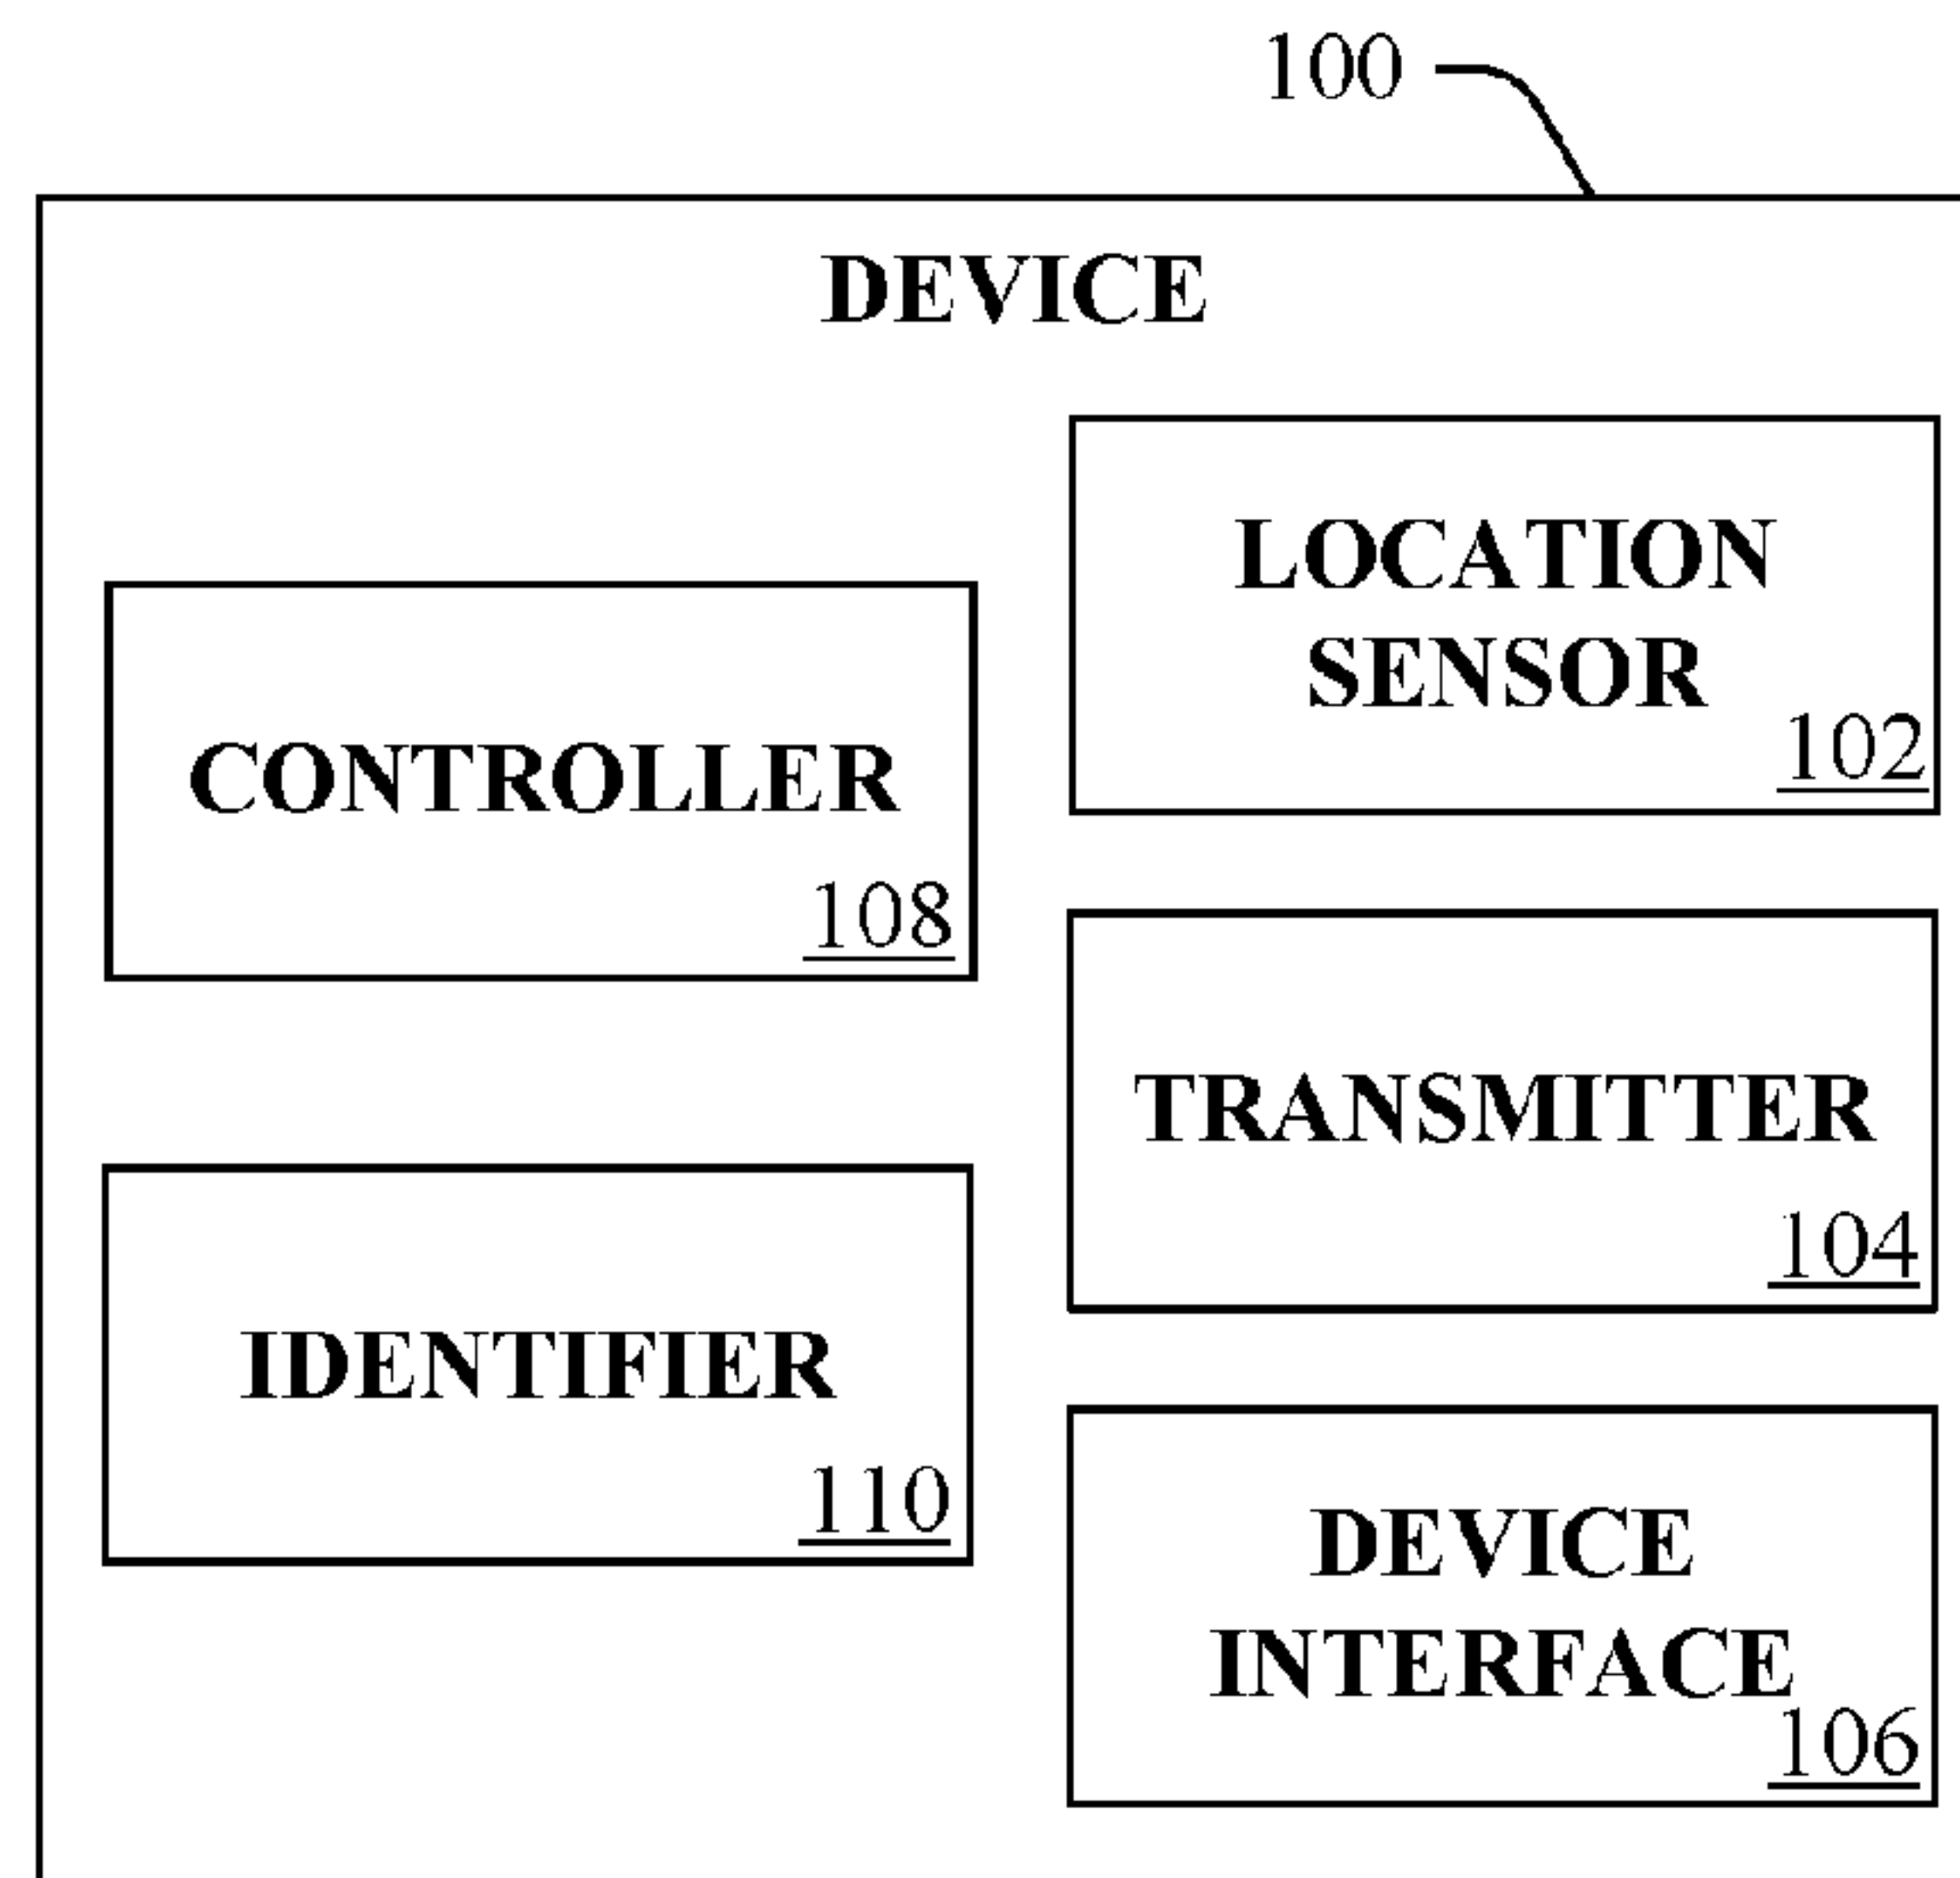 100
DEVICE
LOCATION
SENSOR
102
CONTROLLER
108
TRANSMITTER
104
IDENTIFIER
110
DEVICE
INTERFACE
106